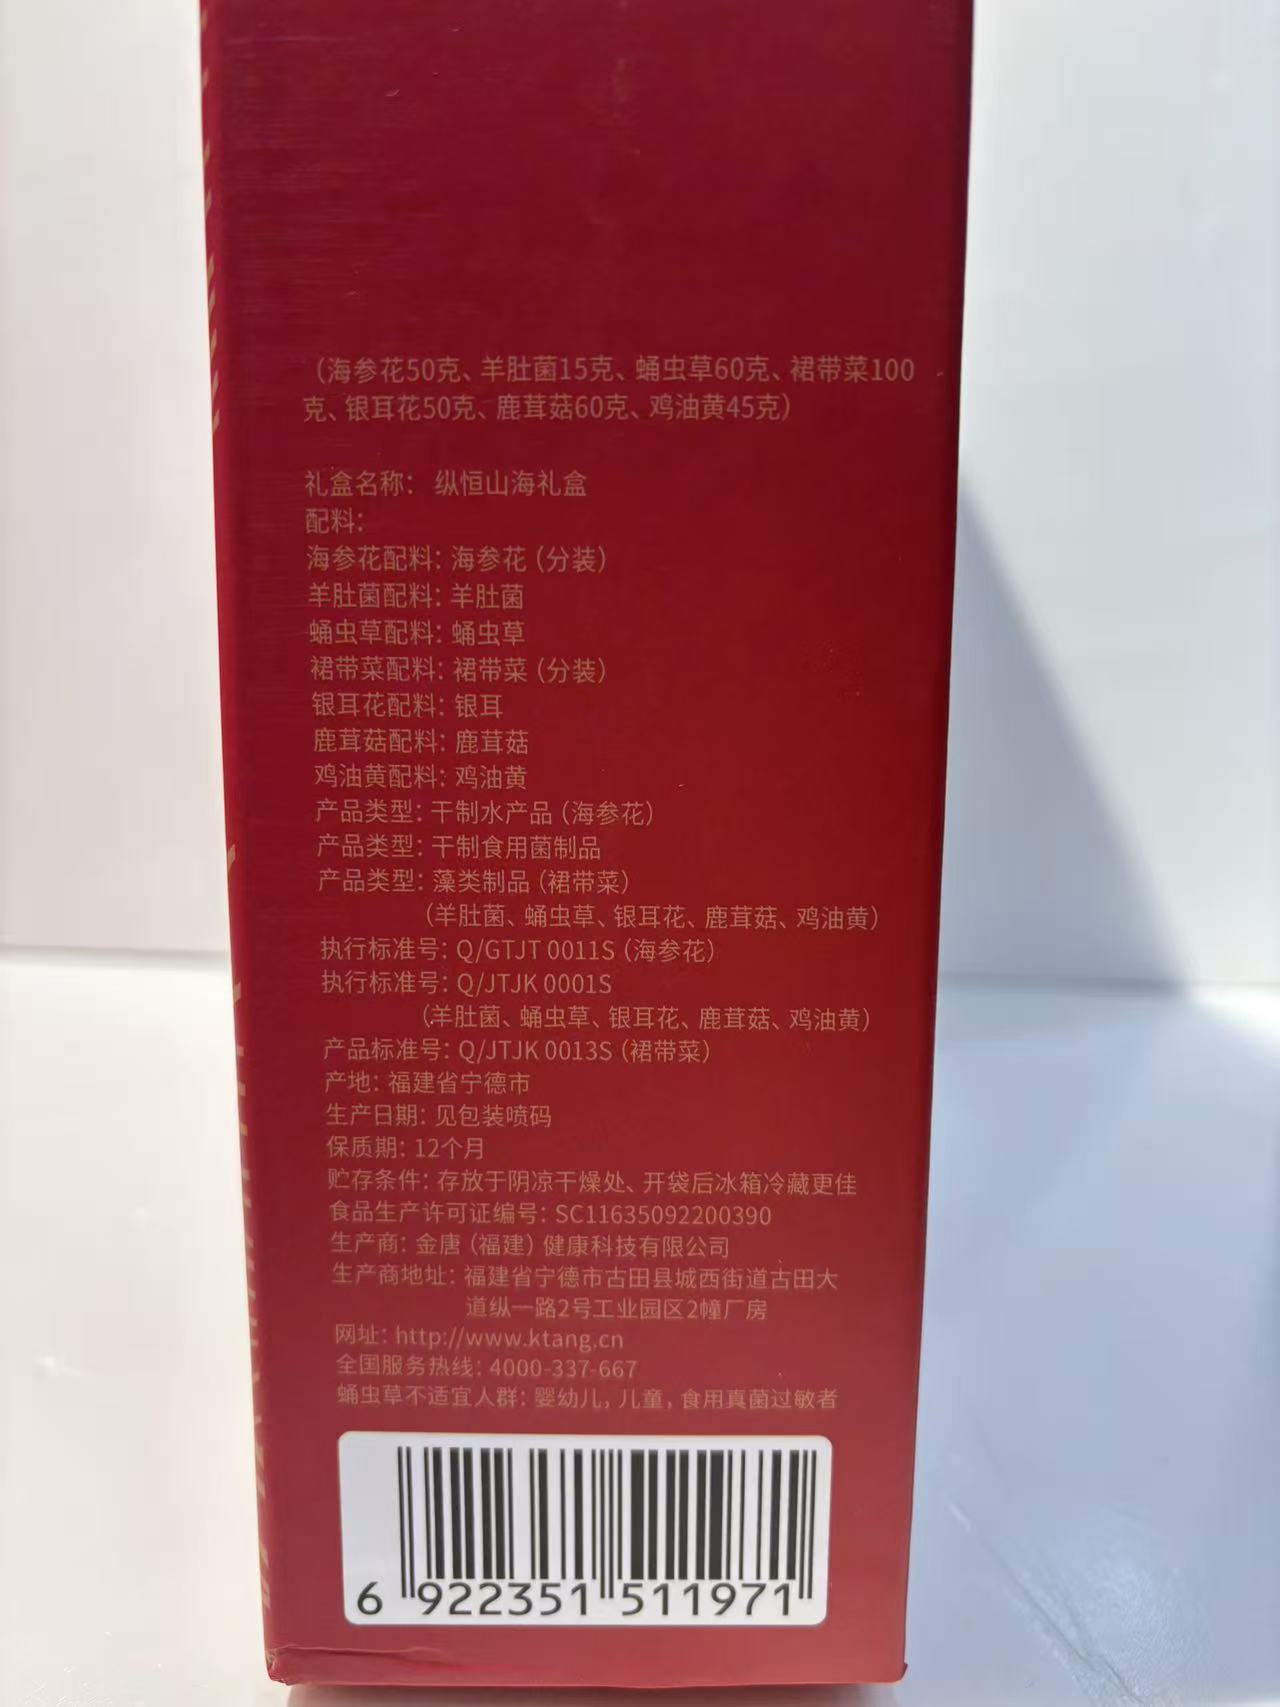 （海参花50克、羊肚菌15克、蛹虫草60克、裙带菜100
克、银耳花50克、鹿茸菇60克、鸡油黄45克）
礼盒名称： 纵恒山海礼盒
配料：
海参花配料：海参花（分装）
羊肚菌配料：羊肚菌
蛹虫草配料：蛹虫草
裙带菜配料：裙带菜（分装）
银耳花配料：银耳
鹿茸菇配料：鹿茸菇
鸡油黄配料：鸡油黄
产品类型：干制水产品（海参花）
产品类型：干制食用菌制品
产品类型：藻类制品（裙带菜）
（羊肚菌、蛹虫草、银耳花、鹿茸菇、鸡油黄）
执行标准号：Q/GTJT 0011S（海参花）
执行标准号：Q/JTJK 0001S
（羊肚菌、蛹虫草、银耳花、鹿茸菇、鸡油黄）
产品标准号：Q/JTJK 0013S（裙带菜）
产地：福建省宁德市
生产日期：见包装喷码
保质期：12个月
贮存条件：存放于阴凉干燥处、开袋后冰箱冷藏更佳
食品生产许可证编号：SC11635092200390
生产商：金唐（福建）健康科技有限公司
生产商地址：福建省宁德市古田县城西街道古田大
道纵一路2号工业园区2幢厂房
网址：http://www.ktang.cn
全国服务热线：4000-337-667
蛹虫草不适宜人群：婴幼儿，儿童，食用真菌过敏者
6 922351 511971